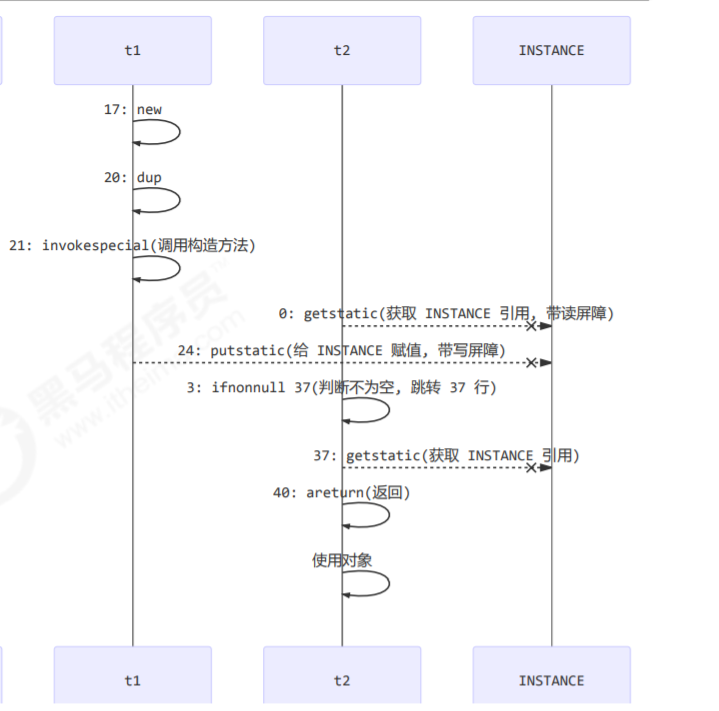 t1 t2 INSTANCE
17: new
20: dup
21: invokespecial(调用构造方法)
0: getstatic(获取 INSTANCE 引用, 带读屏障)
24: putstatic(给 INSTANCE 赋值, 带写屏障)
3: ifnonnull 37(判断不为空, 跳转 37 行)
37: getstatic(获取 INSTANCE 引用)
40: areturn(返回)
使用对象
t1 t2 INSTANCE
黑马程序员